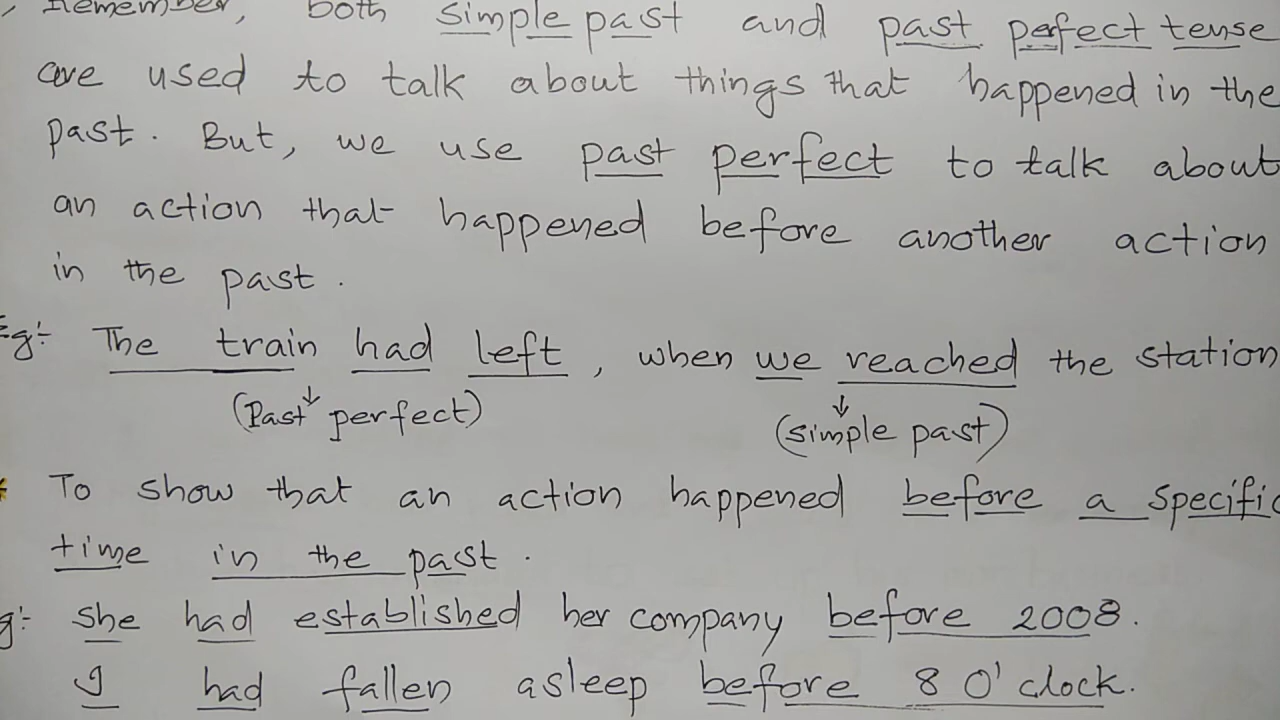 , Remember, both simple past and past perfect tense
are used to talk about things that happened in the
past. But, we use past perfect to talk about
an action that happened before another action
in the past.
Eg:- The train had left, when we reached the station
(Past perfect) (simple past)
* To show that an action happened before a specific
time in the past.
g:- she had established her company before 2008.
I had fallen asleep before 8 O'clock.